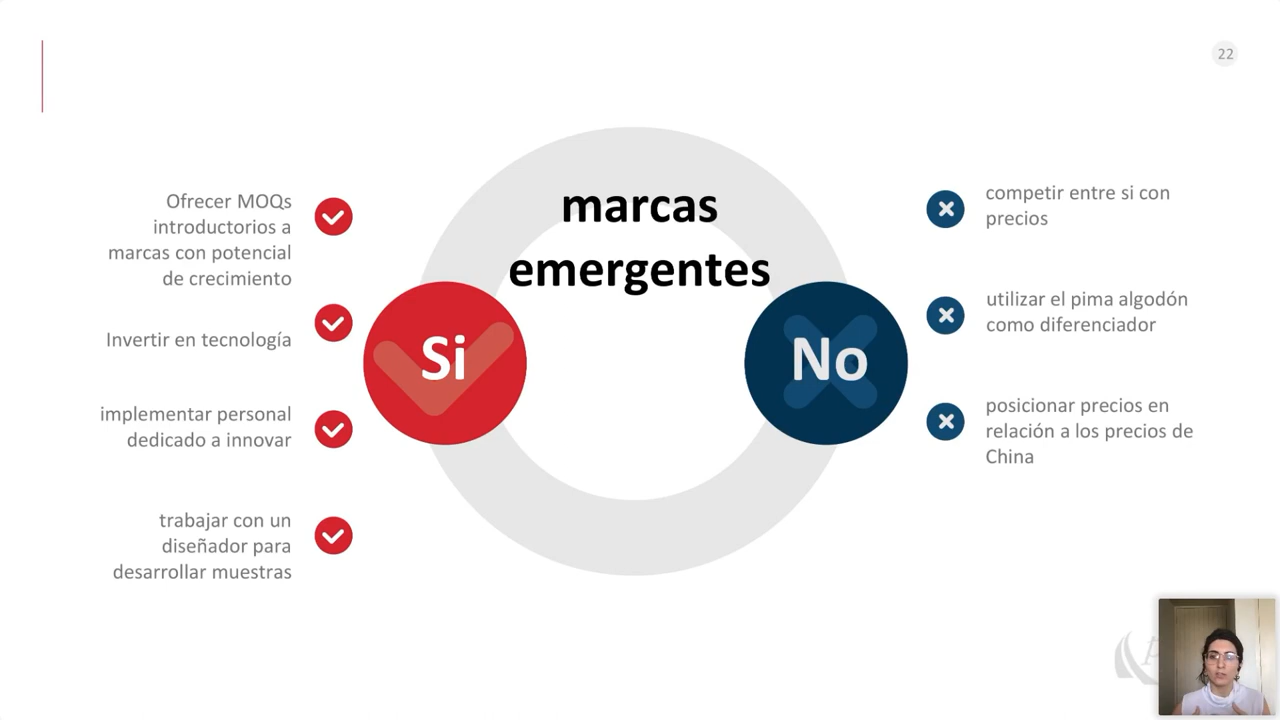 22
marcas
emergentes
Si
No
Ofrecer MOQs
introductorios a
marcas con potencial
de crecimiento
Invertir en tecnología
implementar personal
dedicado a innovar
trabajar con un
diseñador para
desarrollar muestras
competir entre si con
precios
utilizar el pima algodón
como diferenciador
posicionar precios en
relación a los precios de
China